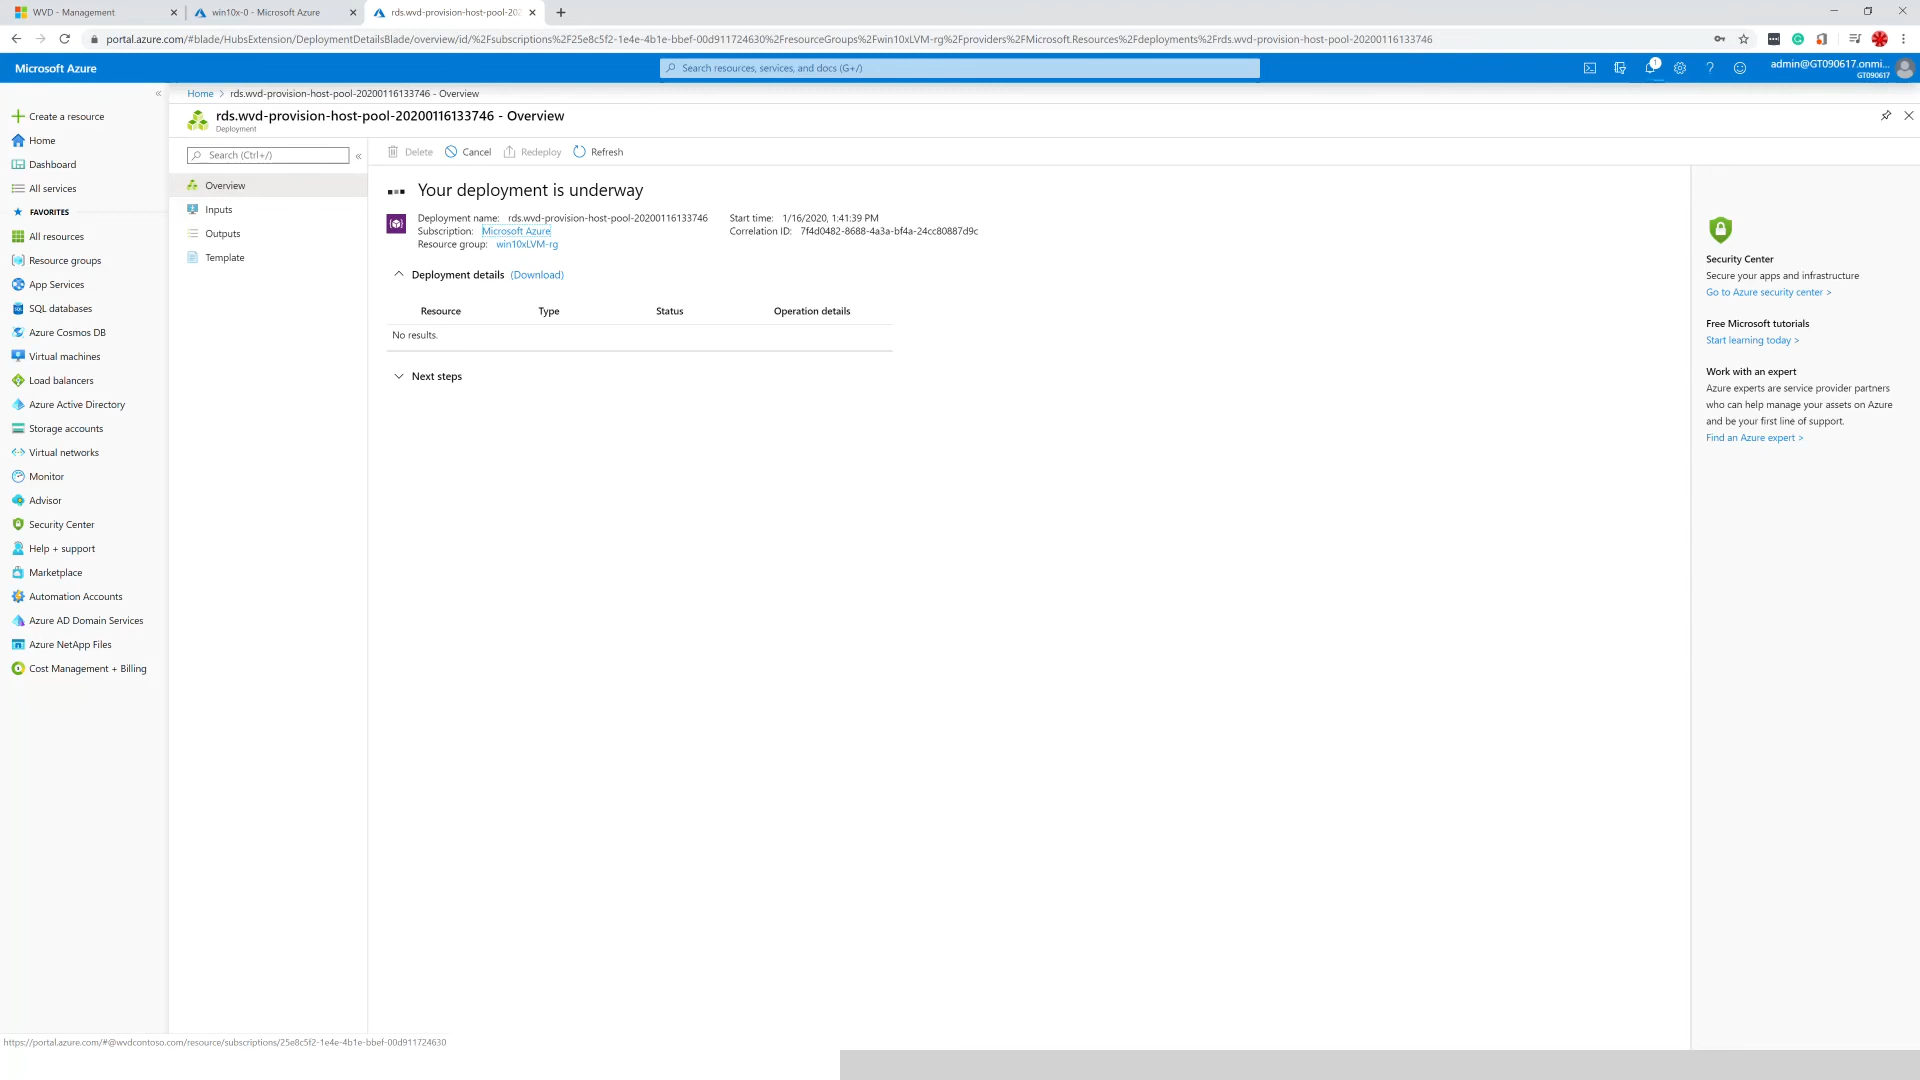 WVD - Management
win10x-0 - Microsoft Azure
rds.wvd-provision-host-pool-202
portal.azure.com/#blade/HubsExtension/DeploymentDetailsBlade/overview/id/%2Fsubscriptions%2F25e8c5f2-1e4e-4b1e-bbef-00d911724630%2FresourceGroups%2Fwin10xLVM-rg%2Fproviders%2FMicrosoft.Resources%2Fdeployments%2Frds.wvd-provision-host-pool-20200116133746
Microsoft Azure
Search resources, services, and docs (G+/)
1
admin@GT090617.onmi...
GT090617
Create a resource
Home
Dashboard
All services
FAVORITES
All resources
Resource groups
App Services
SQL databases
Azure Cosmos DB
Virtual machines
Load balancers
Azure Active Directory
Storage accounts
Virtual networks
Monitor
Advisor
Security Center
Help + support
Marketplace
Automation Accounts
Azure AD Domain Services
Azure NetApp Files
Cost Management + Billing
Home > rds.wvd-provision-host-pool-20200116133746 - Overview
rds.wvd-provision-host-pool-20200116133746 - Overview
Deployment
Search (Ctrl+/)
Overview
Inputs
Outputs
Template
Delete Cancel Redeploy Refresh
Your deployment is underway
Deployment name: rds.wvd-provision-host-pool-20200116133746
Subscription: Microsoft Azure
Resource group: win10xLVM-rg
Start time: 1/16/2020, 1:41:39 PM
Correlation ID: 7f4d0482-8688-4a3a-bf4a-24cc80887d9c
Deployment details (Download)
Resource Type Status Operation details
No results.
Next steps
Security Center
Secure your apps and infrastructure
Go to Azure security center >
Free Microsoft tutorials
Start learning today >
Work with an expert
Azure experts are service provider partners
who can help manage your assets on Azure
and be your first line of support.
Find an Azure expert >
https://portal.azure.com/#@wvdcontoso.com/resource/subscriptions/25e8c5f2-1e4e-4b1e-bbef-00d911724630